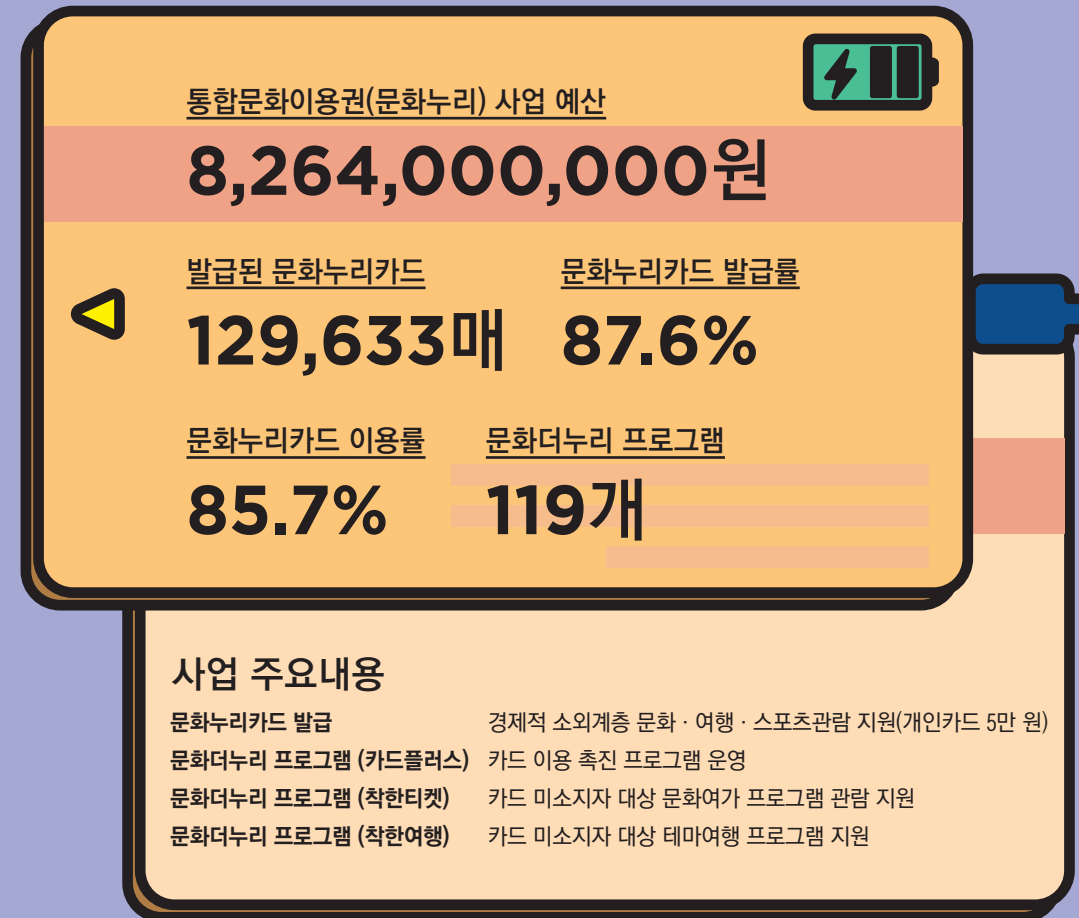 통합문화이용권(문화누리) 사업 예산
8,264,000,000원
발급된 문화누리카드 문화누리카드 발급률
129,633매 87.6%
문화누리카드 이용률 문화더누리 프로그램
85.7% 119개
사업 주요내용
문화누리카드 발급 경제적 소외계층 문화 · 여행 · 스포츠관람 지원(개인카드 5만 원)
문화더누리 프로그램 (카드플러스) 카드 이용 촉진 프로그램 운영
문화더누리 프로그램 (착한티켓) 카드 미소지자 대상 문화여가 프로그램 관람 지원
문화더누리 프로그램 (착한여행) 카드 미소지자 대상 테마여행 프로그램 지원